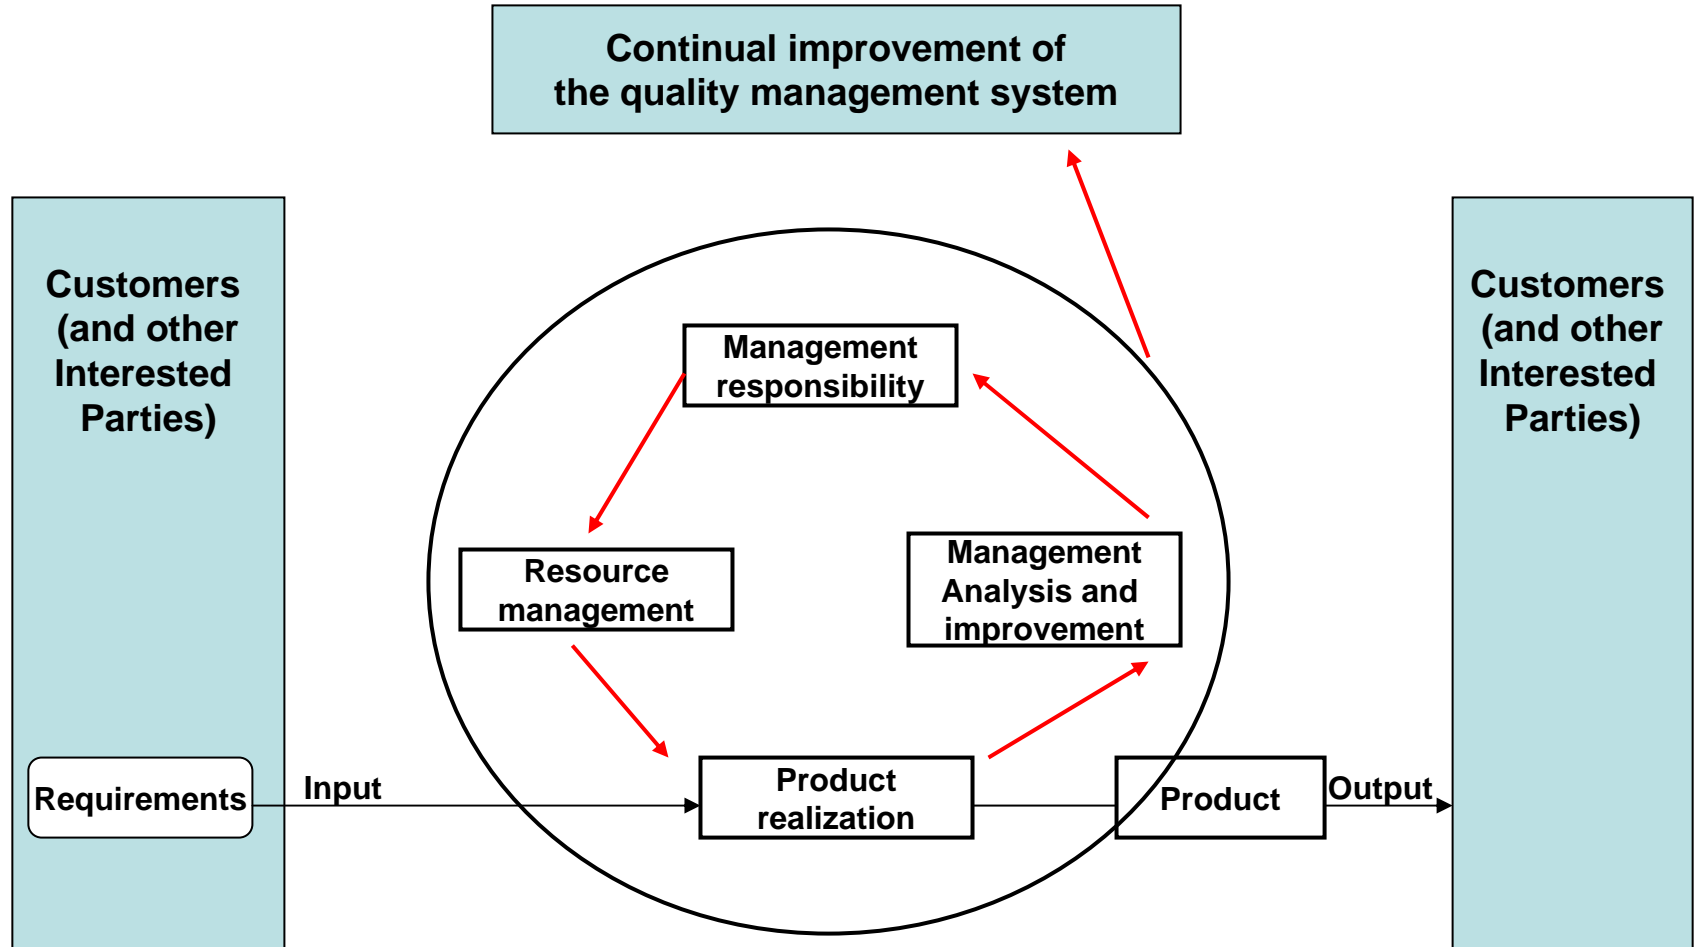 Continual improvement of
the quality management system
Customers
(and other
Interested
Parties)
Customers
(and other
Interested
Parties)
Management
responsibility
Resource
management
Management
Analysis and
improvement
Requirements
Input
Product
realization
Product
Output